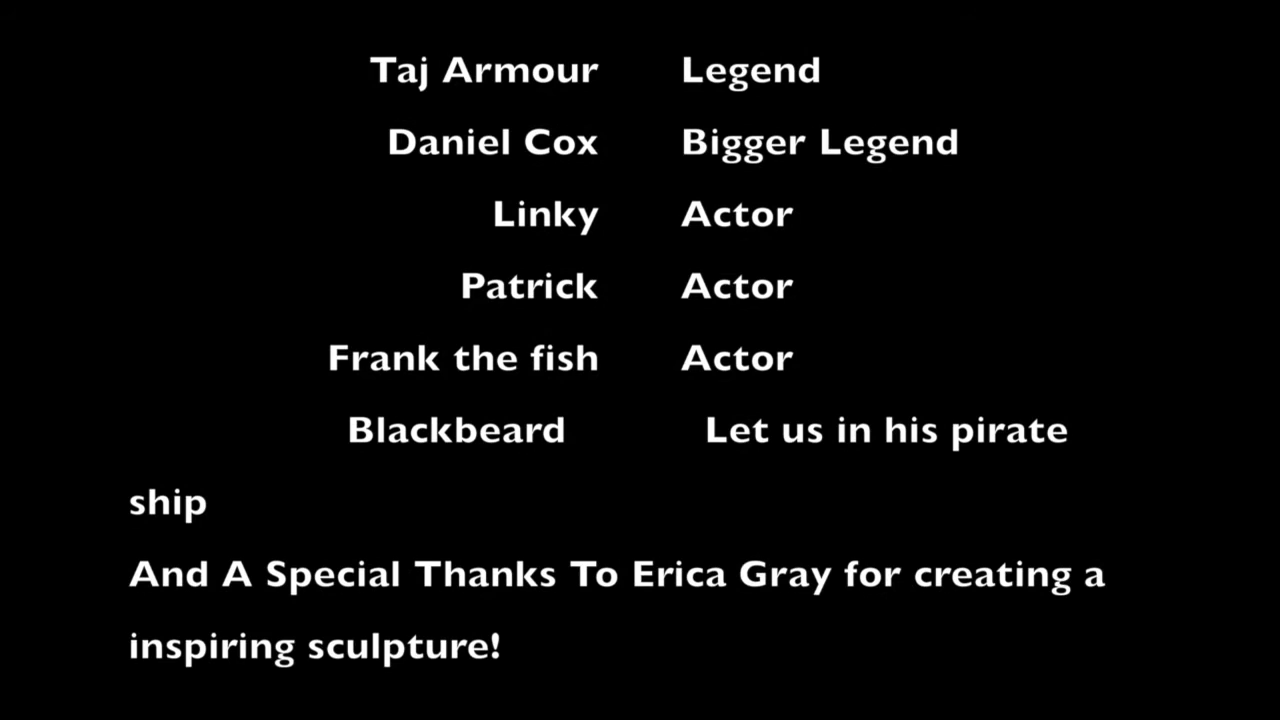 Taj Armour Legend
Daniel Cox Bigger Legend
Linky Actor
Patrick Actor
Frank the fish Actor
Blackbeard Let us in his pirate
ship
And A Special Thanks To Erica Gray for creating a
inspiring sculpture!